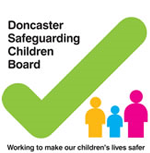 Doncaster
Safeguarding
Children
Board
Working to make our children's lives safer